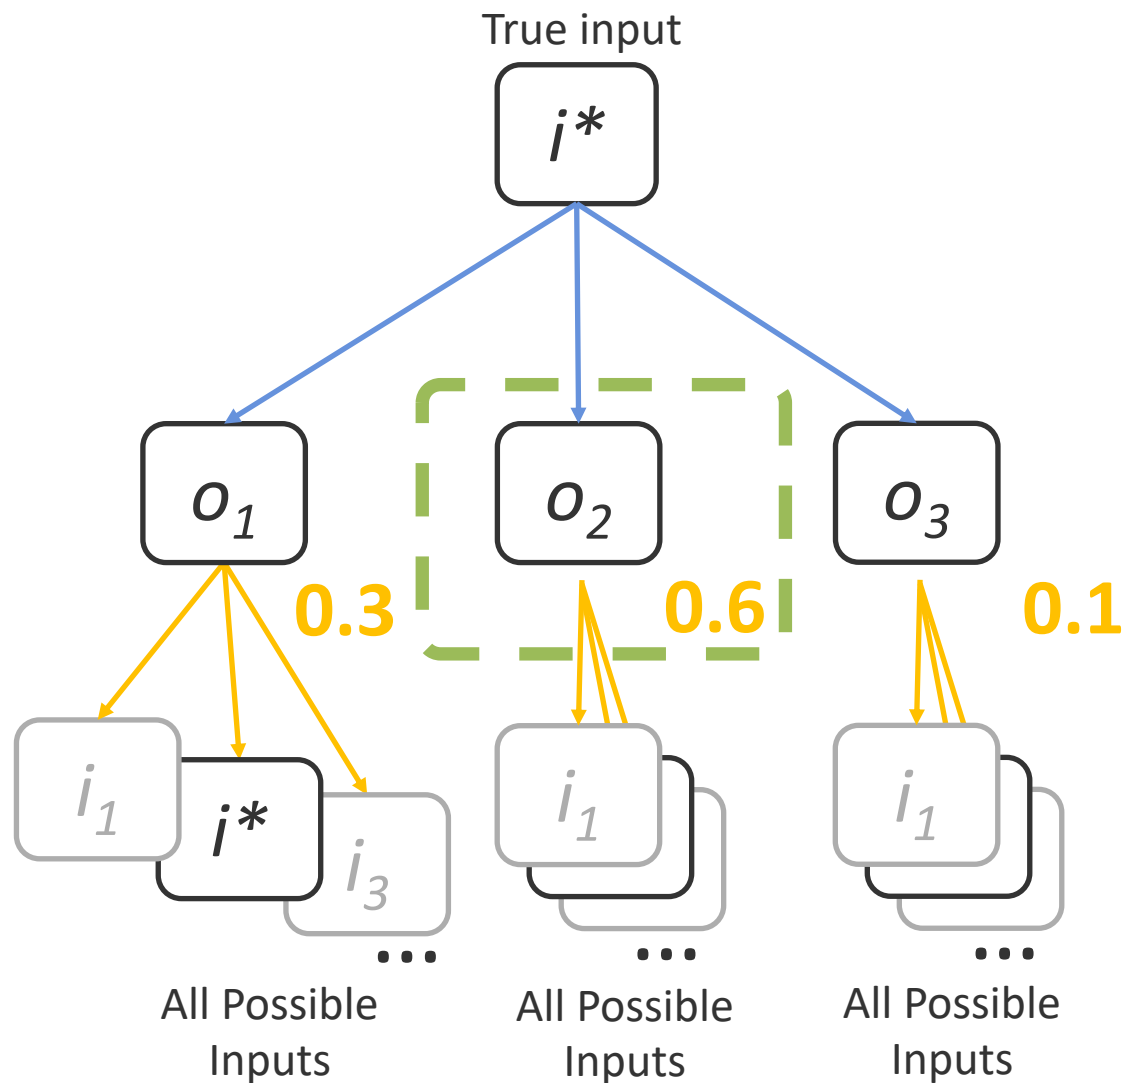 True input
i*
o₁ o₂ o₃
0.3 0.6 0.1
i₁ i₁ i₁
i*
i₃
... ... ...
All Possible
Inputs
All Possible
Inputs
All Possible
Inputs